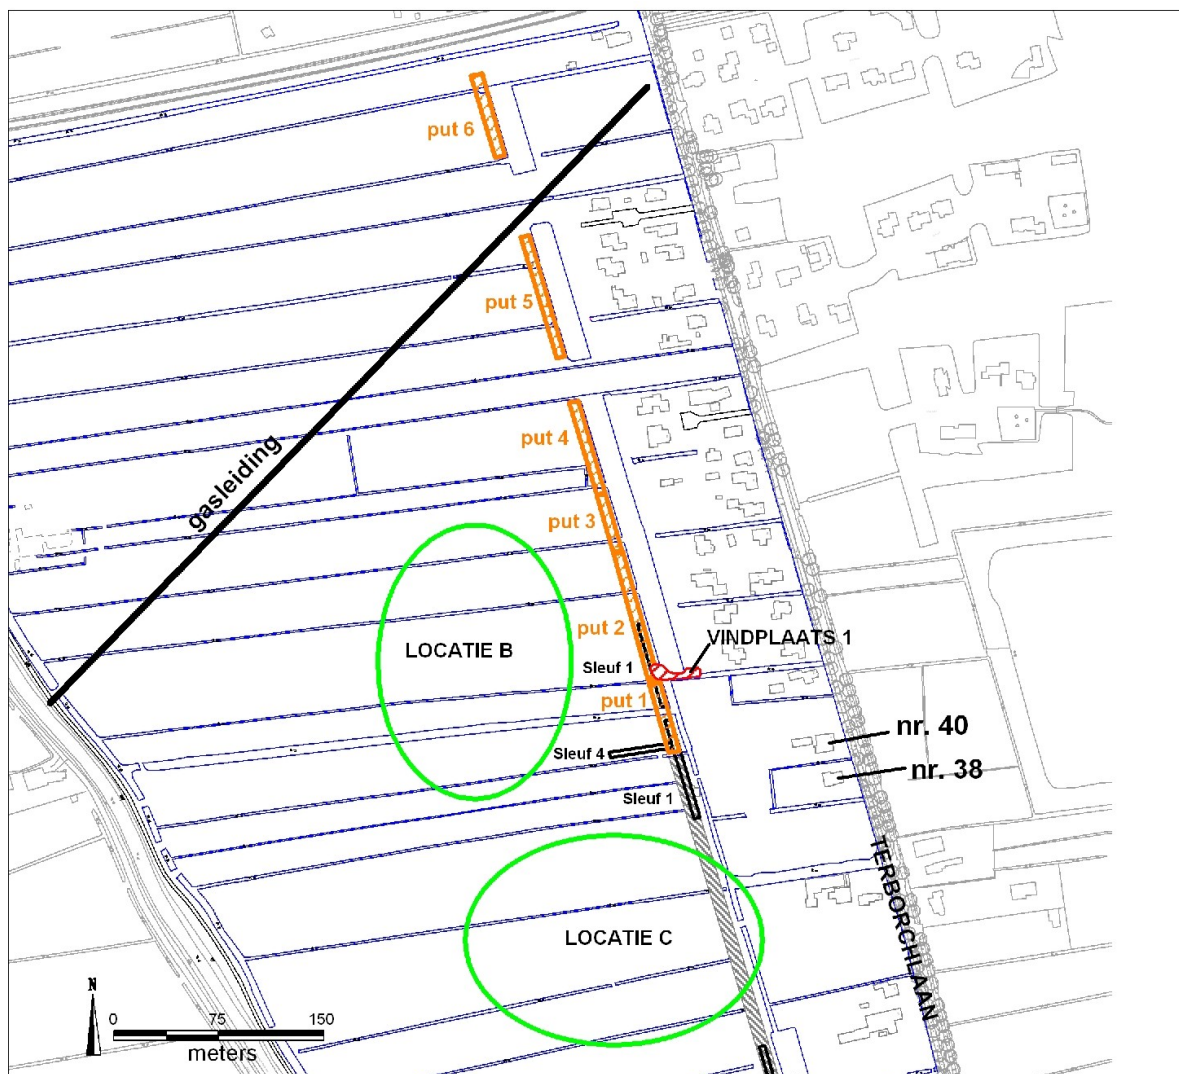 put 6
put 5
put 4
gasleiding
put 3
put 2
VINDPLAATS 1
LOCATIE B
Sleuf 1
put 1
nr. 40
Sleuf 4
nr. 38
Sleuf 1
TERBORCHLAAN
LOCATIE C
N
0 75 150
meters